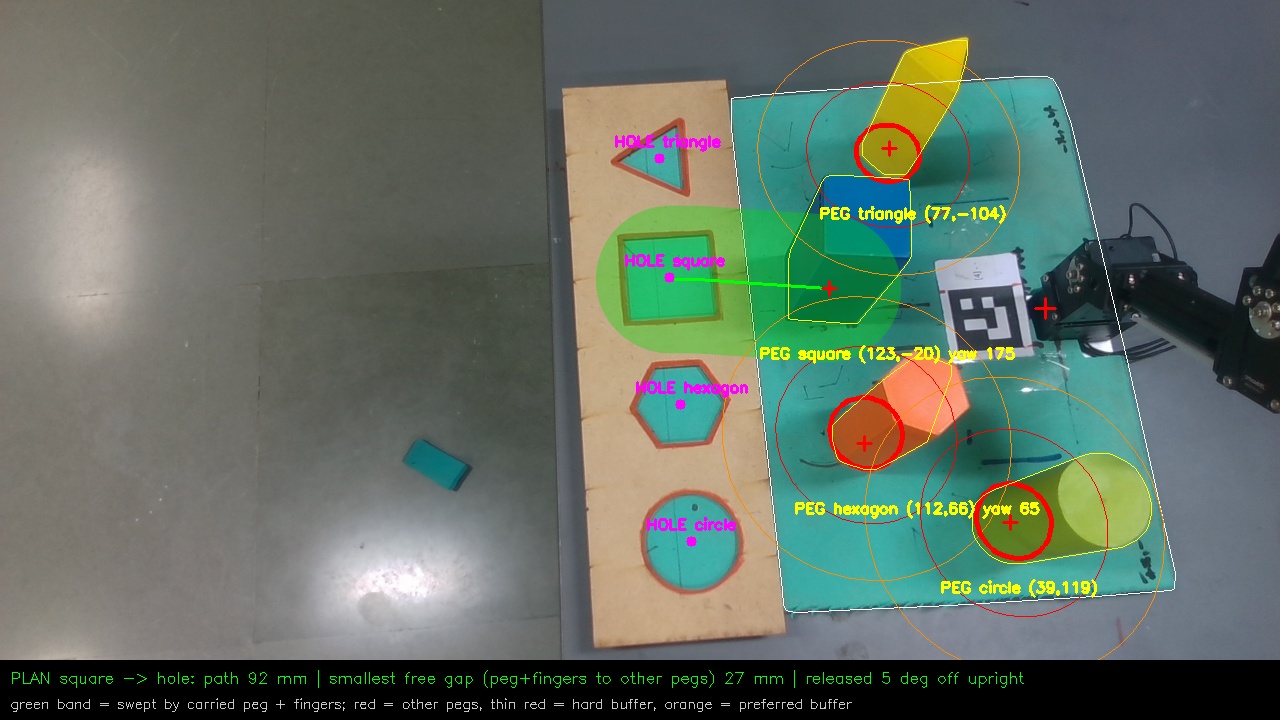 HOLE triangle
PEG triangle (77,-104)
HOLE square
PEG square (123,-20) yaw 175
HOLE hexagon
PEG hexagon (112,66) yaw 65
HOLE circle
PEG circle (39,119)
PLAN square -> hole: path 92 mm | smallest free gap (peg+fingers to other pegs) 27 mm | released 5 deg off upright
green band = swept by carried peg + fingers; red = other pegs, thin red = hard buffer, orange = preferred buffer